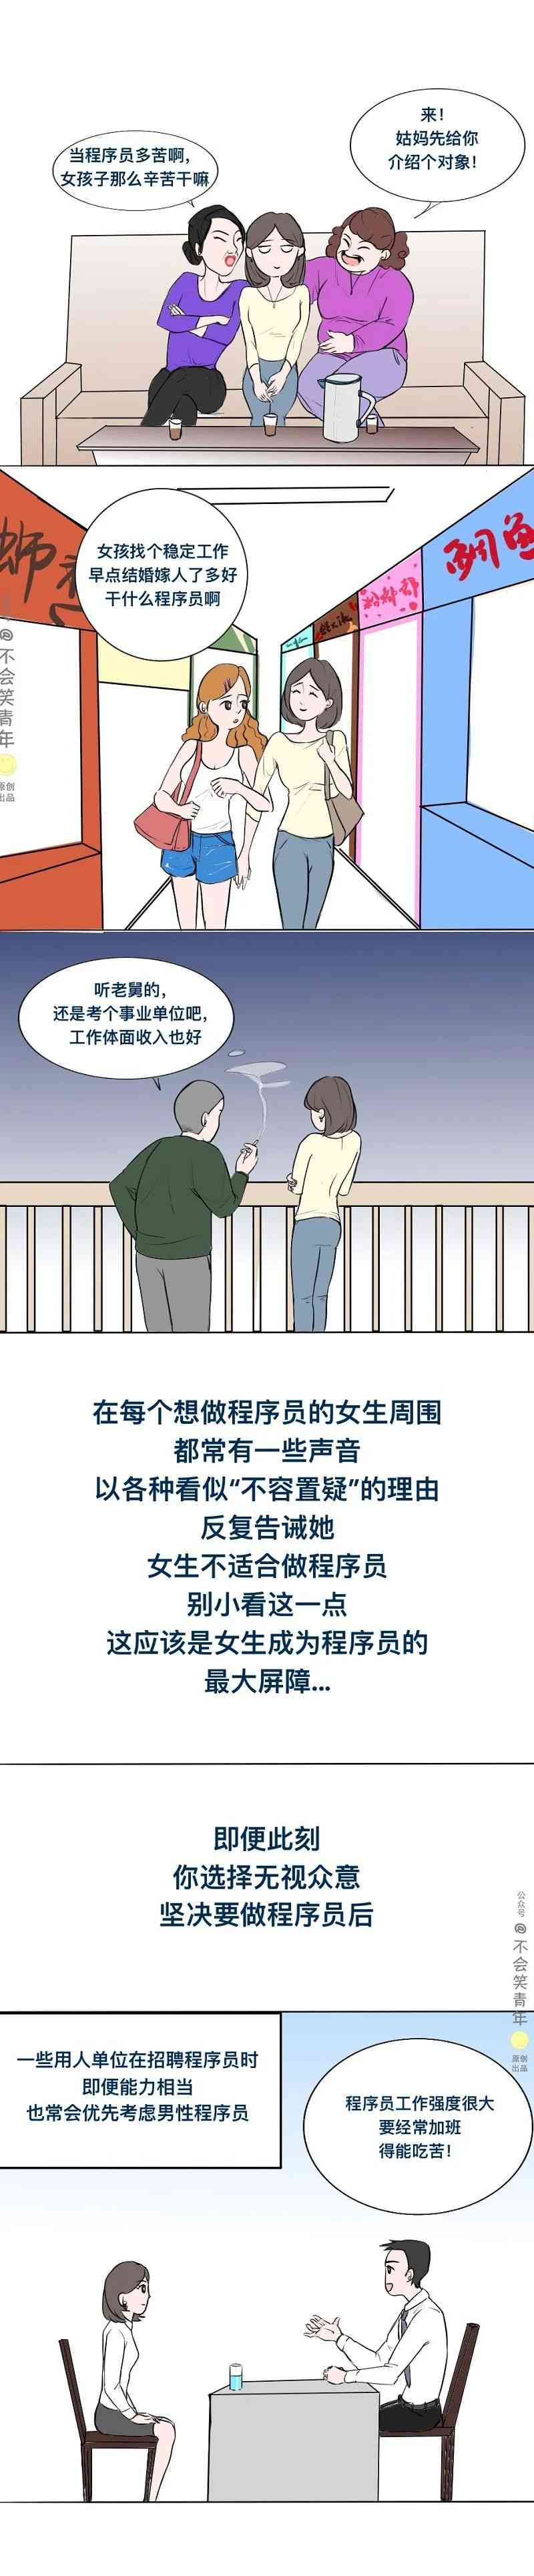 来！
姑妈先给你
介绍个对象！
当程序员多苦啊，
女孩子那么辛苦干嘛
女孩找个稳定工作
早点结婚嫁人了多好
干什么程序员啊
@不会笑青年
原创
出品
听老舅的，
还是考个事业单位吧，
工作体面收入也好
在每个想做程序员的女生周围
都常有一些声音
以各种看似“不容置疑”的理由
反复告诫她
女生不适合做程序员
别小看这一点
这应该是女生成为程序员的
最大屏障...
即便此刻
你选择无视众意
坚决要做程序员后
公众号
@不会笑青年
原创
出品
一些用人单位在招聘程序员时
即便能力相当
也常会优先考虑男性程序员
程序员工作强度很大
要经常加班
得能吃苦！